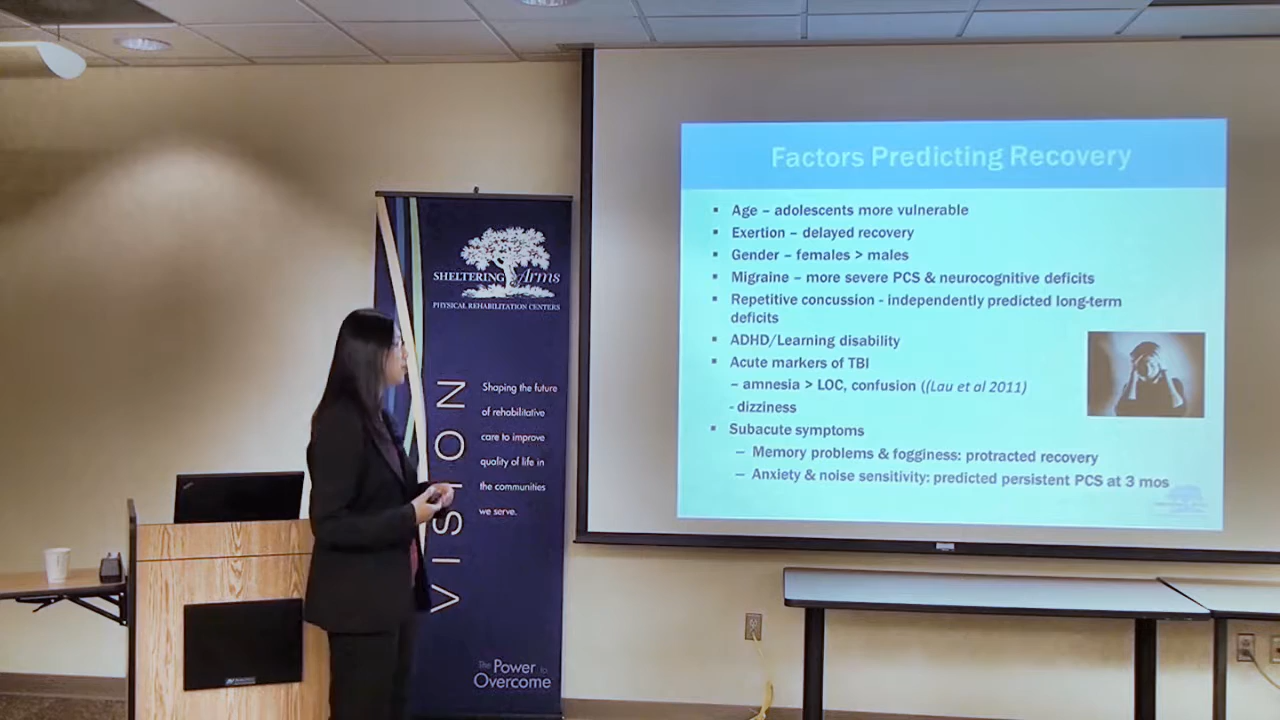 Factors Predicting Recovery
▪ Age – adolescents more vulnerable
▪ Exertion – delayed recovery
▪ Gender – females > males
▪ Migraine – more severe PCS & neurocognitive deficits
▪ Repetitive concussion - independently predicted long-term
deficits
▪ ADHD/Learning disability
▪ Acute markers of TBI
– amnesia > LOC, confusion ((Lau et al 2011)
- dizziness
▪ Subacute symptoms
– Memory problems & fogginess: protracted recovery
– Anxiety & noise sensitivity: predicted persistent PCS at 3 mos
SHELTERING Arms
PHYSICAL REHABILITATION CENTERS
VISION
Shaping the future
of rehabilitative
care to improve
quality of life in
the communities
we serve.
The Power to
Overcome